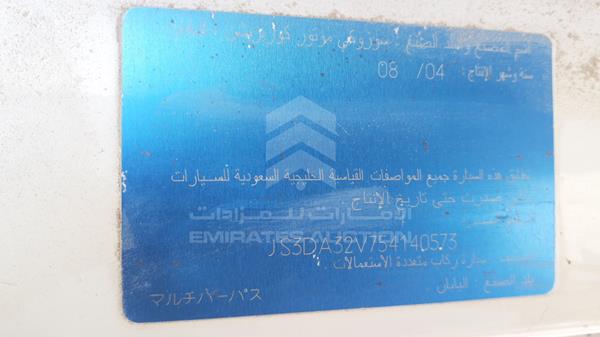 اسم المصنع وبلد الصنع : سوزوكي موتور كوربريشن ، اليابان
سنة وشهر الإنتاج : 04/ 08
تطابق هذه السيارة جميع المواصفات القياسية الخليجية السعودية للسيارات
التي صدرت حتى تاريخ الإنتاج
الإمارات للمزادات
EMIRATES AUCTION
JS3DA32V754140573
سيارة ركاب متعددة الاستعمالات .
بلد الصنع : اليابان .
マルチパーパス